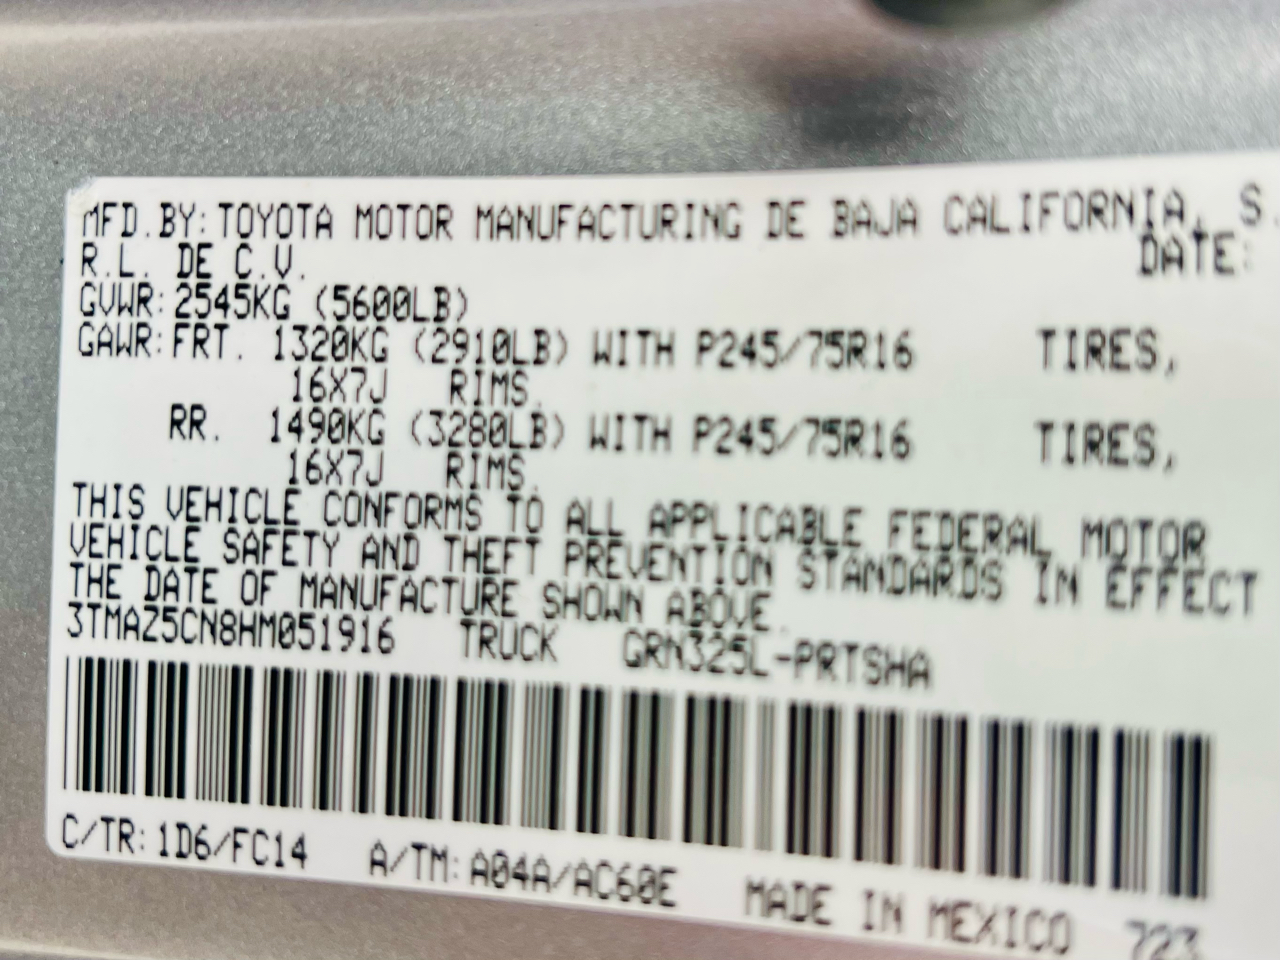 MFD.BY:TOYOTA MOTOR MANUFACTURING DE BAJA CALIFORNIA, S.
DATE:
R.L. DE C.V.
GVWR:2545KG (5600LB)
GAWR:FRT. 1320KG (2910LB) WITH P245/75R16 TIRES,
16X7J RIMS.
RR. 1490KG (3280LB) WITH P245/75R16 TIRES,
16X7J RIMS.
THIS VEHICLE CONFORMS TO ALL APPLICABLE FEDERAL MOTOR
VEHICLE SAFETY AND THEFT PREVENTION STANDARDS IN EFFECT
THE DATE OF MANUFACTURE SHOWN ABOVE.
3TMAZ5CN8HM051916 TRUCK GRN325L-PRTSHA
C/TR:1D6/FC14 A/TM:A04A/AC60E MADE IN MEXICO 723